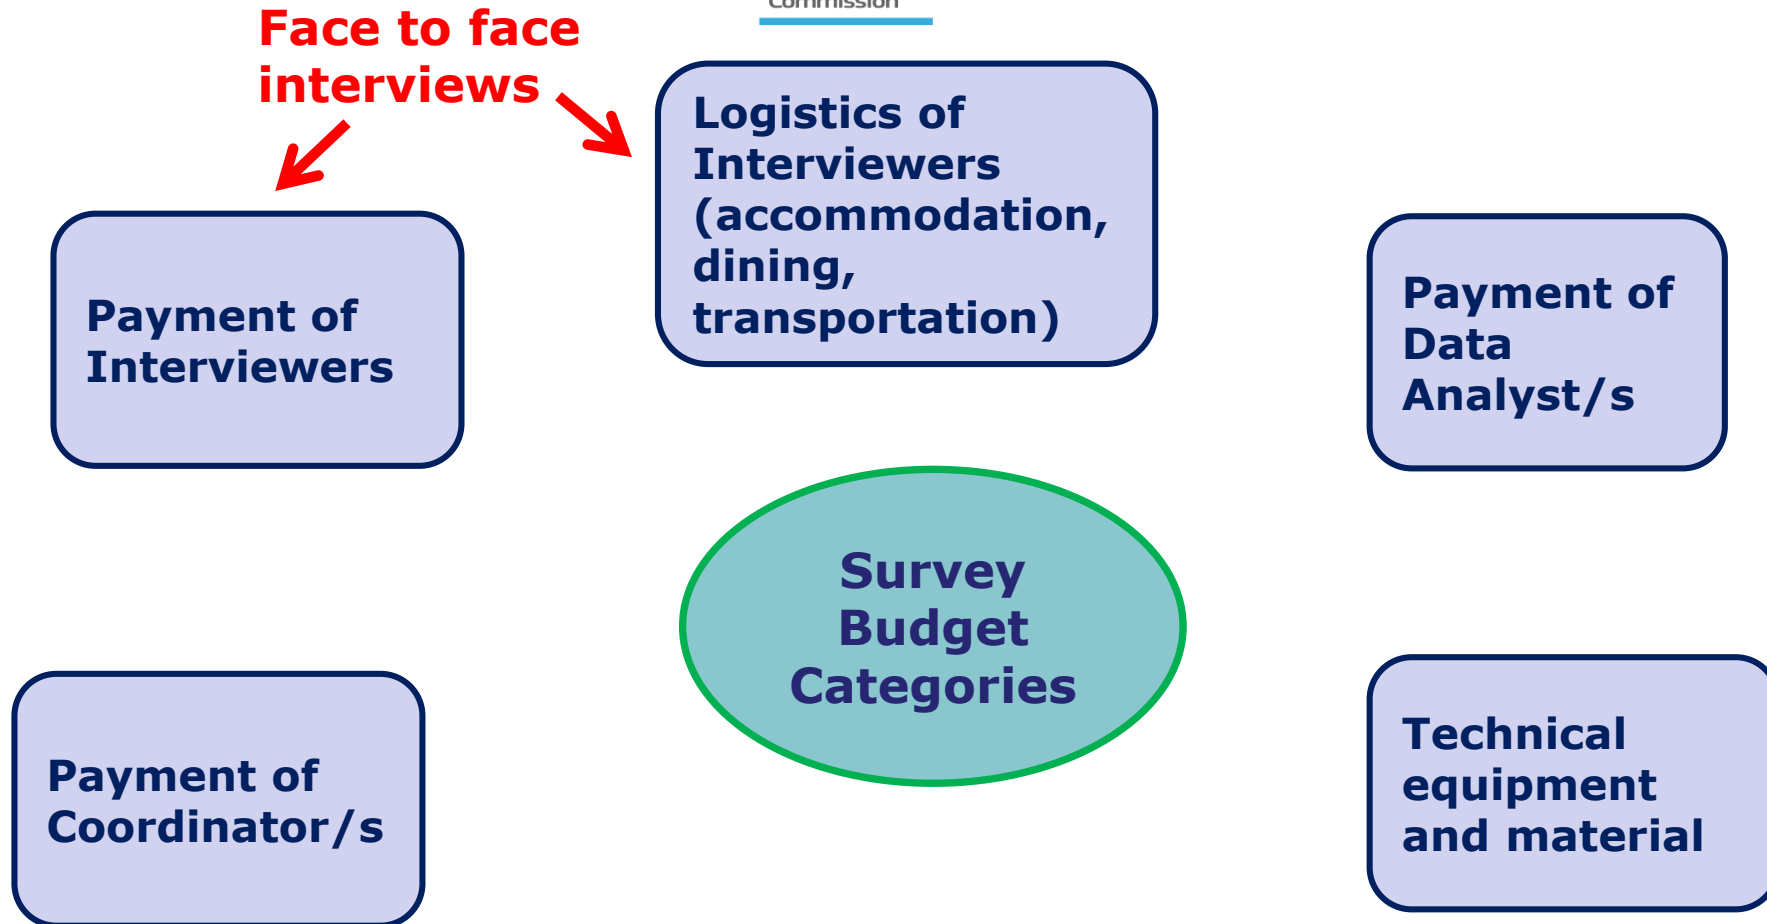 Commission
Face to face
interviews
Logistics of
Interviewers
(accommodation,
dining,
transportation)
Payment of
Interviewers
Payment of
Data
Analyst/s
Survey
Budget
Categories
Payment of
Coordinator/s
Technical
equipment
and material